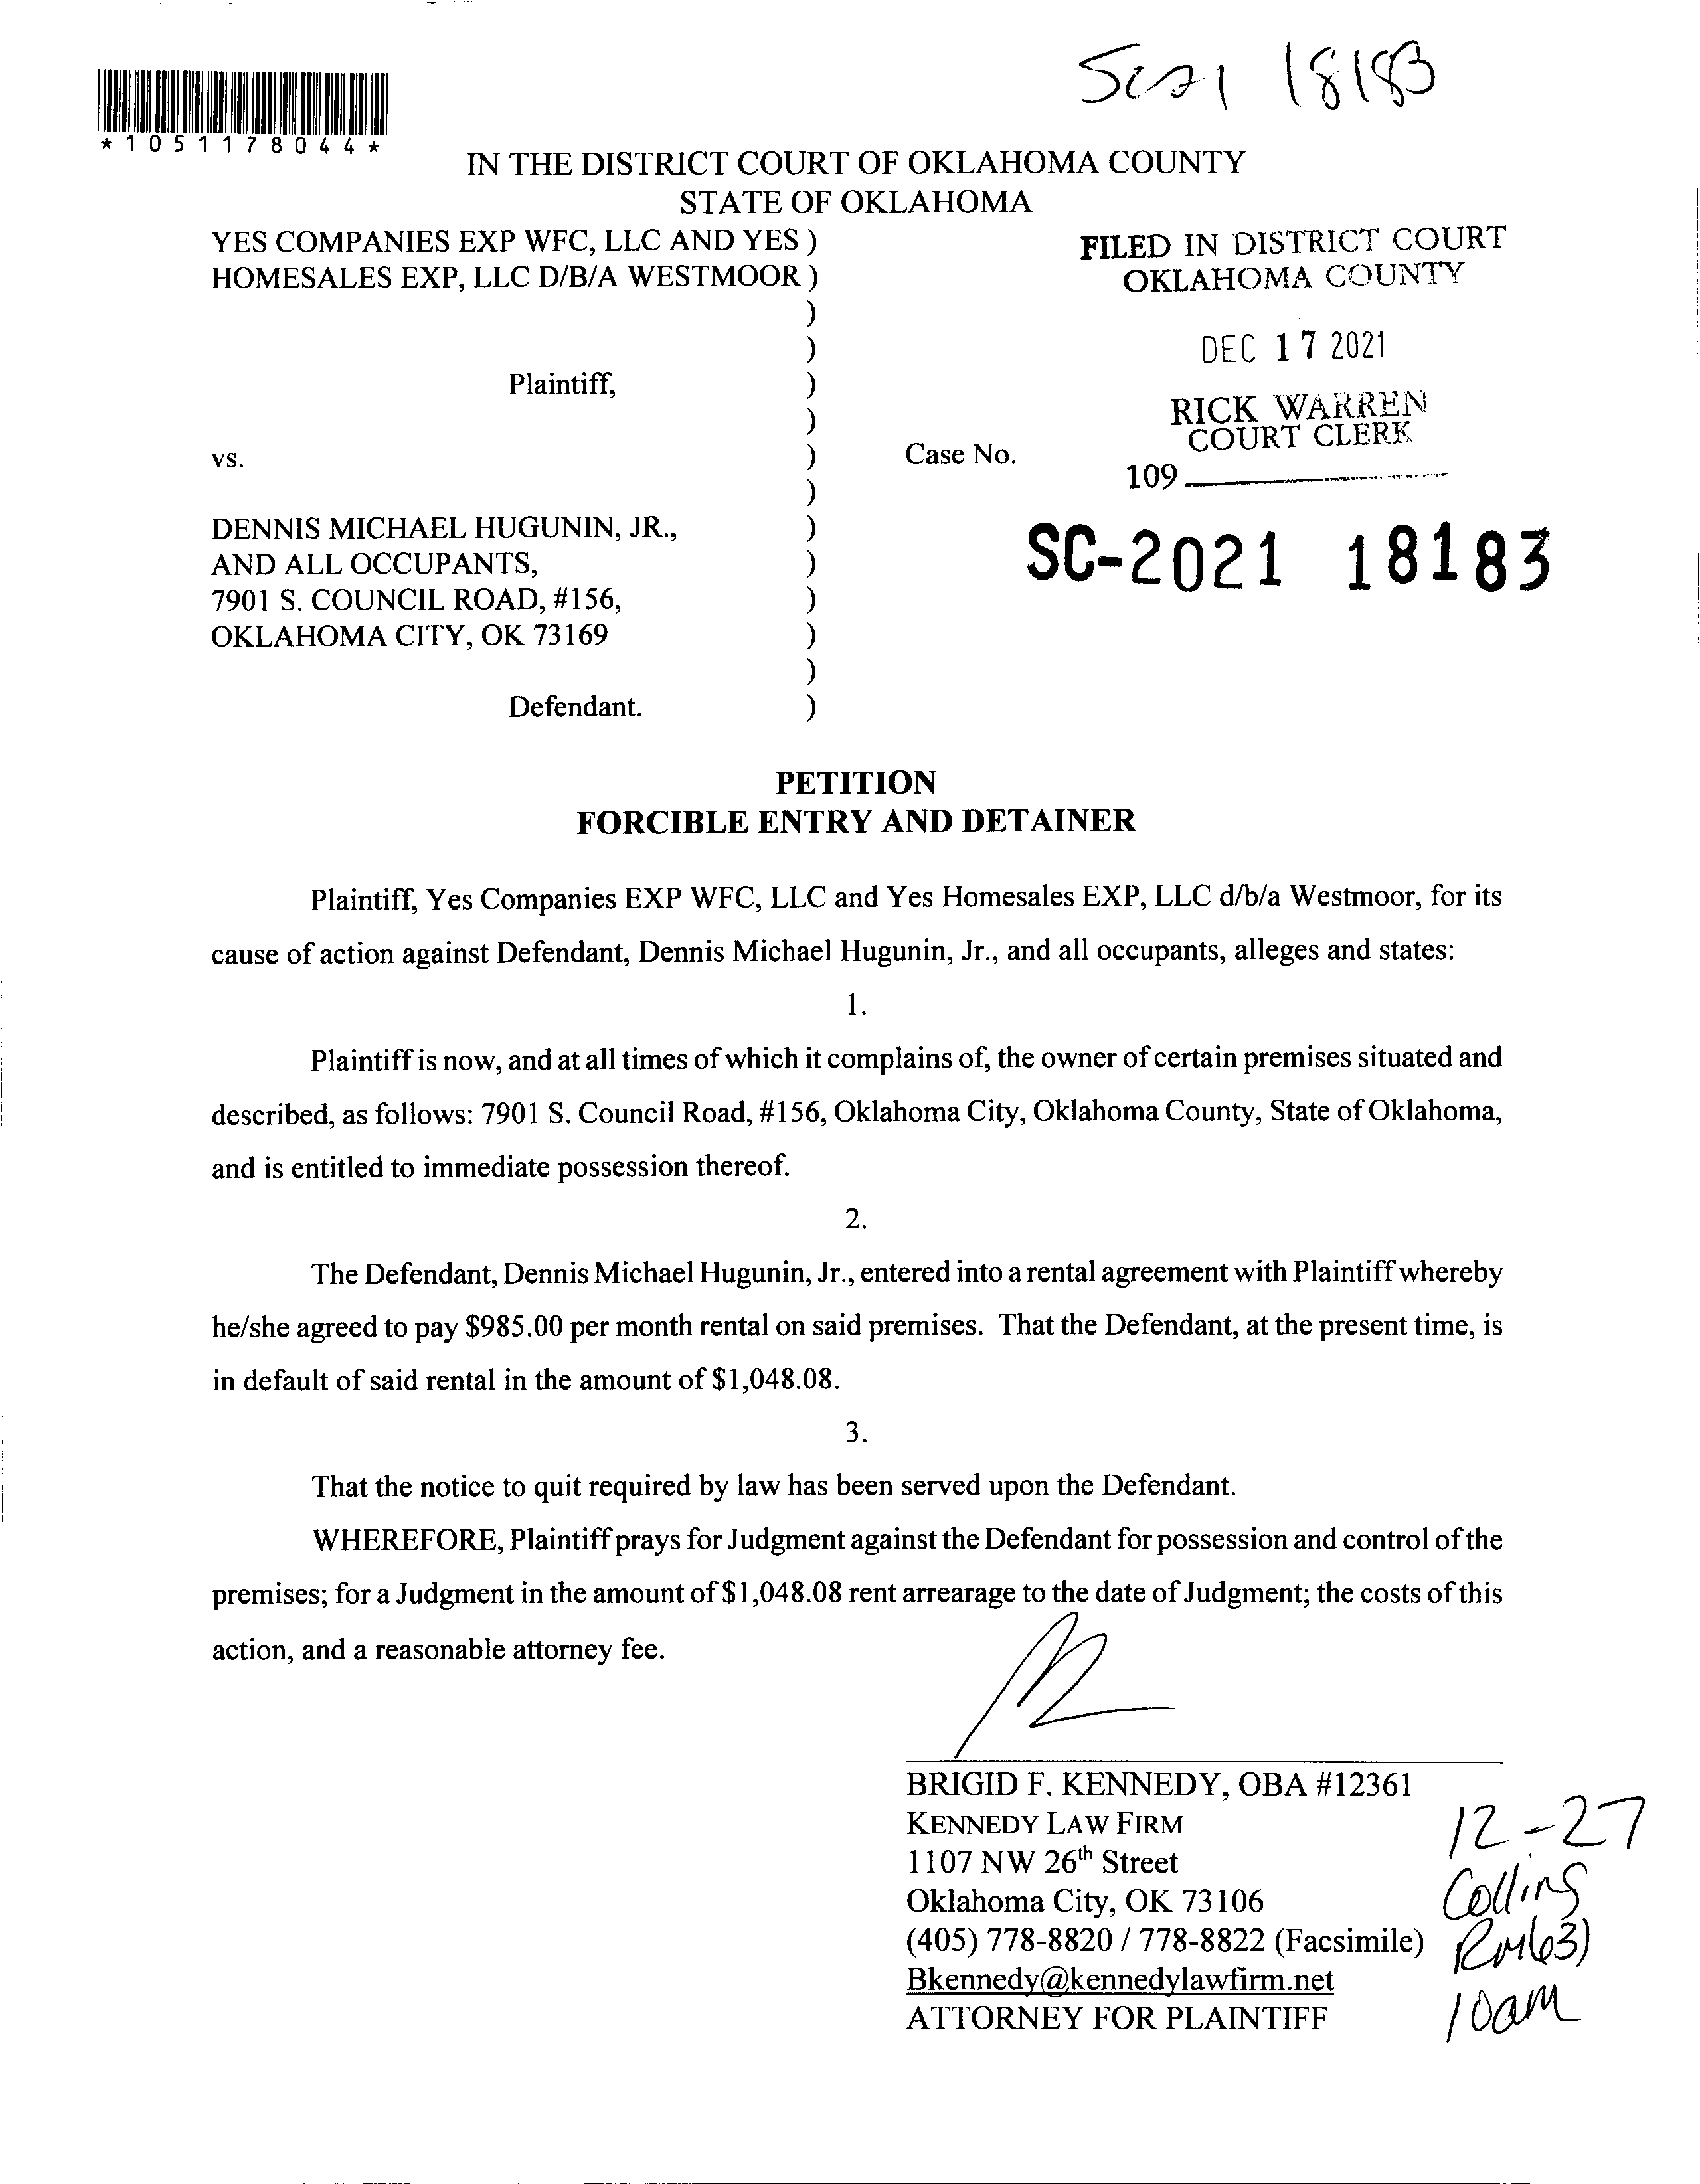 Sc21 18183
*1051178044*
IN THE DISTRICT COURT OF OKLAHOMA COUNTY
STATE OF OKLAHOMA
YES COMPANIES EXP WFC, LLC AND YES )
HOMESALES EXP, LLC D/B/A WESTMOOR )
)
)
Plaintiff, )
)
vs. )
)
DENNIS MICHAEL HUGUNIN, JR., )
AND ALL OCCUPANTS, )
7901 S. COUNCIL ROAD, #156, )
OKLAHOMA CITY, OK 73169 )
)
Defendant. )
FILED IN DISTRICT COURT
OKLAHOMA COUNTY
DEC 17 2021
RICK WARREN
COURT CLERK
Case No.
109
SC-2021 18183
PETITION
FORCIBLE ENTRY AND DETAINER
Plaintiff, Yes Companies EXP WFC, LLC and Yes Homesales EXP, LLC d/b/a Westmoor, for its
cause of action against Defendant, Dennis Michael Hugunin, Jr., and all occupants, alleges and states:
1.
Plaintiff is now, and at all times of which it complains of, the owner of certain premises situated and
described, as follows: 7901 S. Council Road, #156, Oklahoma City, Oklahoma County, State of Oklahoma,
and is entitled to immediate possession thereof.
2.
The Defendant, Dennis Michael Hugunin, Jr., entered into a rental agreement with Plaintiff whereby
he/she agreed to pay $985.00 per month rental on said premises. That the Defendant, at the present time, is
in default of said rental in the amount of $1,048.08.
3.
That the notice to quit required by law has been served upon the Defendant.
WHEREFORE, Plaintiff prays for Judgment against the Defendant for possession and control of the
premises; for a Judgment in the amount of $1,048.08 rent arrearage to the date of Judgment; the costs of this
action, and a reasonable attorney fee.
BRIGID F. KENNEDY, OBA #12361
KENNEDY LAW FIRM
1107 NW 26th Street
Oklahoma City, OK 73106
(405) 778-8820 / 778-8822 (Facsimile)
Bkennedy@kennedylawfirm.net
ATTORNEY FOR PLAINTIFF
12-27
Collins
Rm 163)
10am